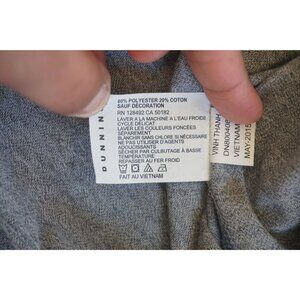 DUNNIN
80% POLYESTER 20% COTON
SAUF DÉCORATION
RN 128492 CA 50182
LAVER À LA MACHINE À L'EAU FROIDE
CYCLE DÉLICAT
LAVER LES COULEURS FONCÉES
SÉPARÉMENT
BLANCHIR SANS CHLORE SI NÉCESSAIRE
NE PAS UTILISER D'AGENTS
ADOUCISSANTS
SÉCHER PAR CULBUTAGE À BASSE
TEMPÉRATURE
REPASSER AU FER FROID
FAIT AU VIETNAM
VINH THANH
VIETNAM
MAY-2015